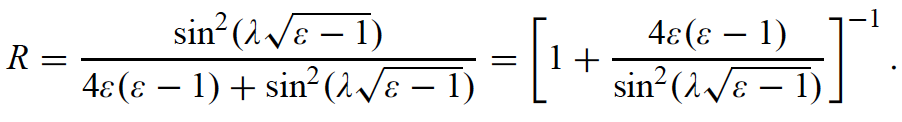 R = \frac{\sin^2(\lambda\sqrt{\varepsilon - 1})}{4\varepsilon(\varepsilon - 1) + \sin^2(\lambda\sqrt{\varepsilon - 1})} = \left[ 1 + \frac{4\varepsilon(\varepsilon - 1)}{\sin^2(\lambda\sqrt{\varepsilon - 1})} \right]^{-1} .